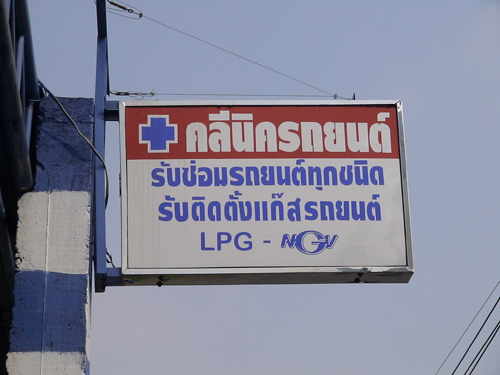 คลีนิครถยนต์
รับซ่อมรถยนต์ทุกชนิด
รับติดตั้งแก๊สรถยนต์
LPG - NGV